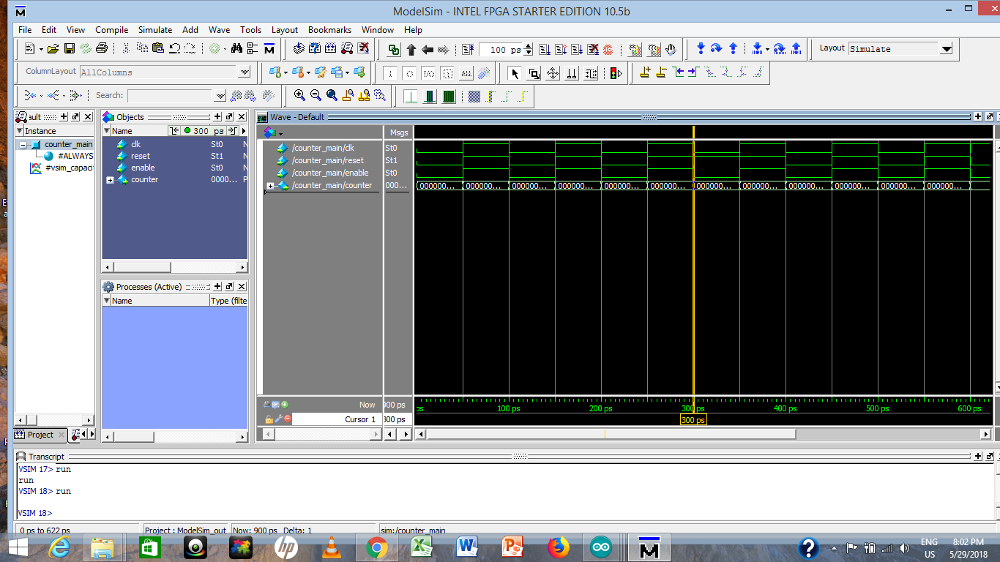 ModelSim - INTEL FPGA STARTER EDITION 10.5b
File Edit View Compile Simulate Add Wave Tools Layout Bookmarks Window Help
100 ps
Layout Simulate
ColumnLayout AllColumns
ALL
Search:
ault
Instance
counter_main
#ALWAYS
#vsim_capacit
Project
Objects
Name 300 ps
clk St0 N
reset St1 N
enable St0 N
counter 0000... P
Processes (Active)
Name Type (filte
Wave - Default
Msgs
/counter_main/clk St0
/counter_main/reset St1
/counter_main/enable St0
/counter_main/counter 000... 000000... 000000... 000000... 000000... 000000... 000000... 000000... 000000... 000000... 000000... 000000... 000000...
Now 900 ps ps 100 ps 200 ps 300 ps 400 ps 500 ps 600 ps
Cursor 1 300 ps 300 ps
Transcript
VSIM 17> run
run
VSIM 18> run
VSIM 18>
0 ps to 622 ps Project : ModelSim_out Now: 900 ps Delta: 1 sim:/counter_main
hp
ENG
US
8:02 PM
5/29/2018